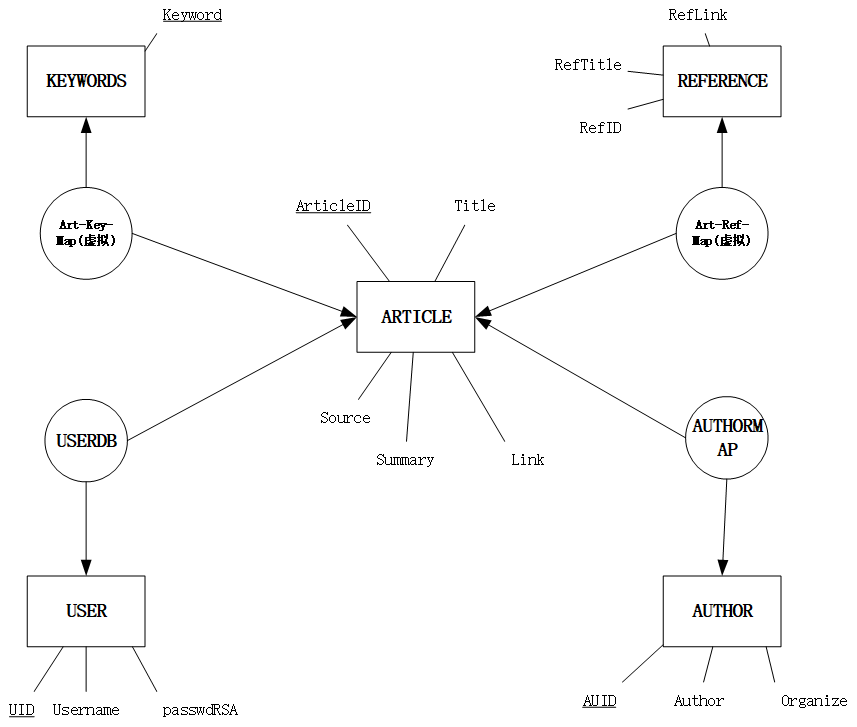 Keyword
RefLink
KEYWORDS
RefTitle
REFERENCE
RefID
Art-Key-
Map(虚拟)
ArticleID
Title
Art-Ref-
Map(虚拟)
ARTICLE
Source
Summary
Link
USERDB
AUTHORM
AP
USER
AUTHOR
UID
Username
passwdRSA
AUID
Author
Organize